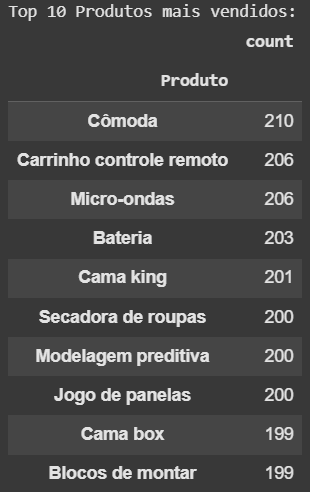 Top 10 Produtos mais vendidos:
count
Produto
Cômoda 210
Carrinho controle remoto 206
Micro-ondas 206
Bateria 203
Cama king 201
Secadora de roupas 200
Modelagem preditiva 200
Jogo de panelas 200
Cama box 199
Blocos de montar 199